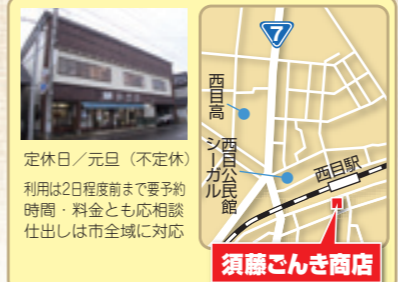 定休日／元旦（不定休）
利用は2日程度前まで要予約
時間・料金とも応相談
仕出しは市全域に対応
7
西目高
西目公民館
シーガル
西目駅
須藤ごんき商店